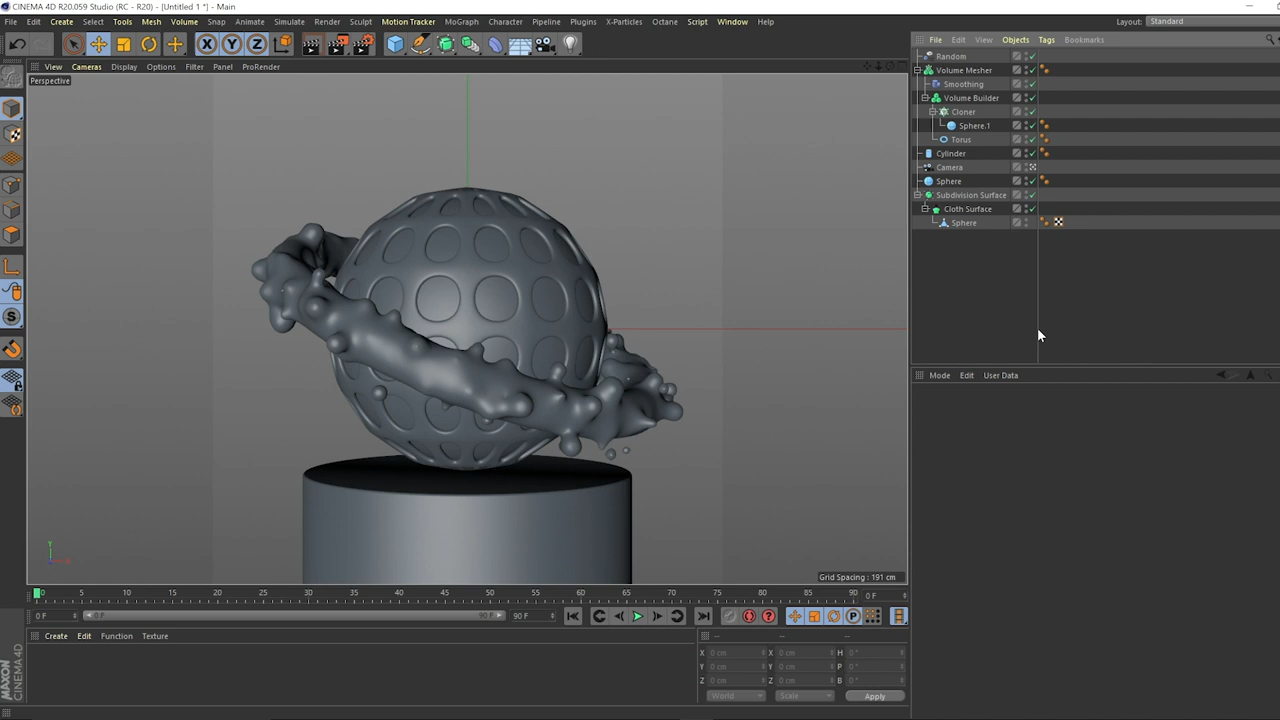 CINEMA 4D R20.059 Studio (RC - R20) - [Untitled 1 *] - Main
File Edit Create Select Tools Mesh Volume Snap Animate Simulate Render Sculpt Motion Tracker MoGraph Character Pipeline Plugins X-Particles Octane Script Window Help Layout: Standard
X Y Z
File Edit View Objects Tags Bookmarks
View Cameras Display Options Filter Panel ProRender
Perspective
Random
Volume Mesher
Smoothing
Volume Builder
Cloner
Sphere.1
Torus
Cylinder
Camera
Sphere
Subdivision Surface
Cloth Surface
Sphere
S
Mode Edit User Data
Y
Grid Spacing : 191 cm
0 5 10 15 20 25 30 35 40 45 50 55 60 65 70 75 80 85 90 0 F
0 F 0 F 90 F 90 F
Create Edit Function Texture
-- -- --
X 0 cm X 0 cm H 0 °
Y 0 cm Y 0 cm P 0 °
Z 0 cm Z 0 cm B 0 °
World Scale Apply
MAXON CINEMA 4D